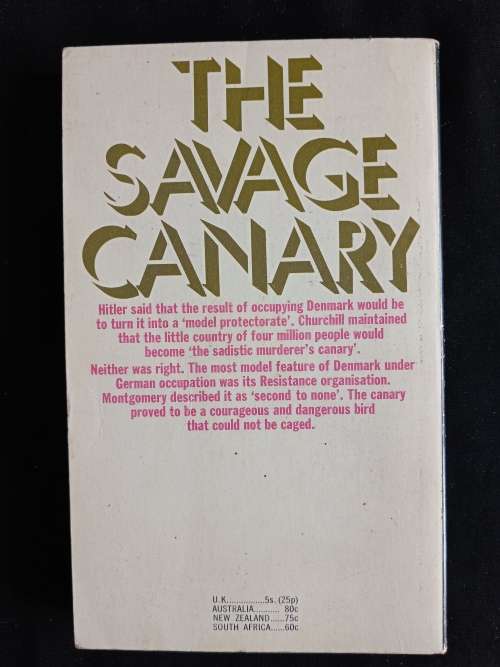 THE
SAVAGE
CANARY
Hitler said that the result of occupying Denmark would be
to turn it into a ‘model protectorate’. Churchill maintained
that the little country of four million people would
become ‘the sadistic murderer’s canary’.
Neither was right. The most model feature of Denmark under
German occupation was its Resistance organisation.
Montgomery described it as ‘second to none’. The canary
proved to be a courageous and dangerous bird
that could not be caged.
U.K................5s. (25p)
AUSTRALIA.......... 80c
NEW ZEALAND......75c
SOUTH AFRICA.....60c